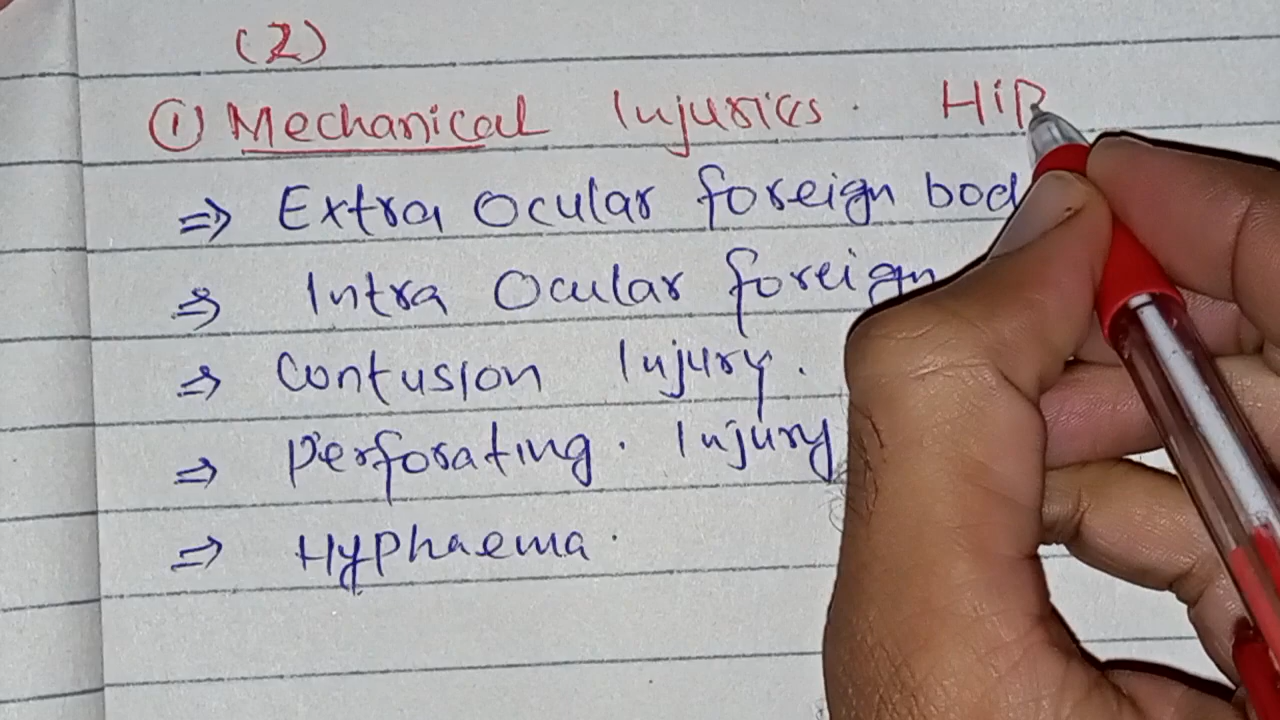 (2)
① Mechanical Injuries. HiP
⇒ Extra Ocular foreign bod
⇒ Intra Ocular foreign
⇒ Contusion Injury.
⇒ Perforating. Injury
⇒ Hyphaema.